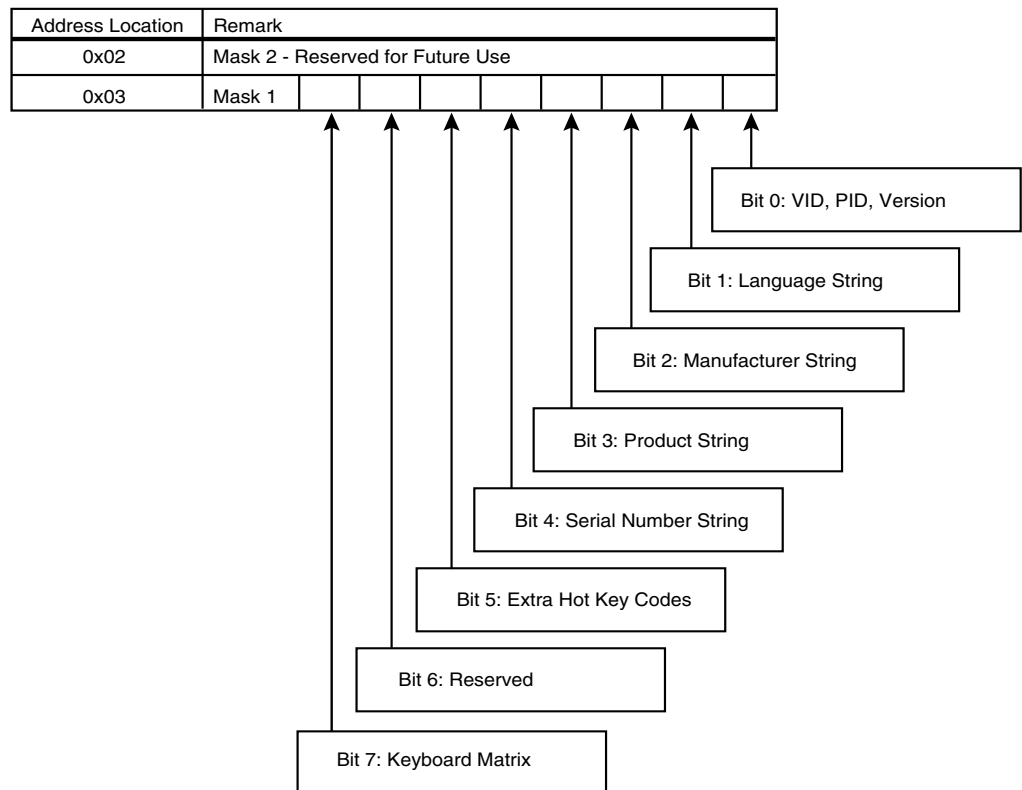 Address Location Remark
0x02 Mask 2 - Reserved for Future Use
0x03 Mask 1
Bit 0: VID, PID, Version
Bit 1: Language String
Bit 2: Manufacturer String
Bit 3: Product String
Bit 4: Serial Number String
Bit 5: Extra Hot Key Codes
Bit 6: Reserved
Bit 7: Keyboard Matrix